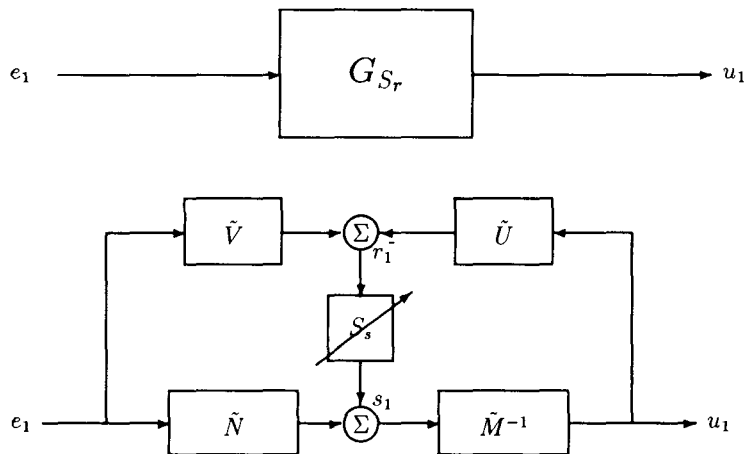 e₁ G_{S_r} u₁
Ṽ Σ Ũ
r₁ -
S_s
s₁
e₁ Ñ Σ M̃⁻¹ u₁